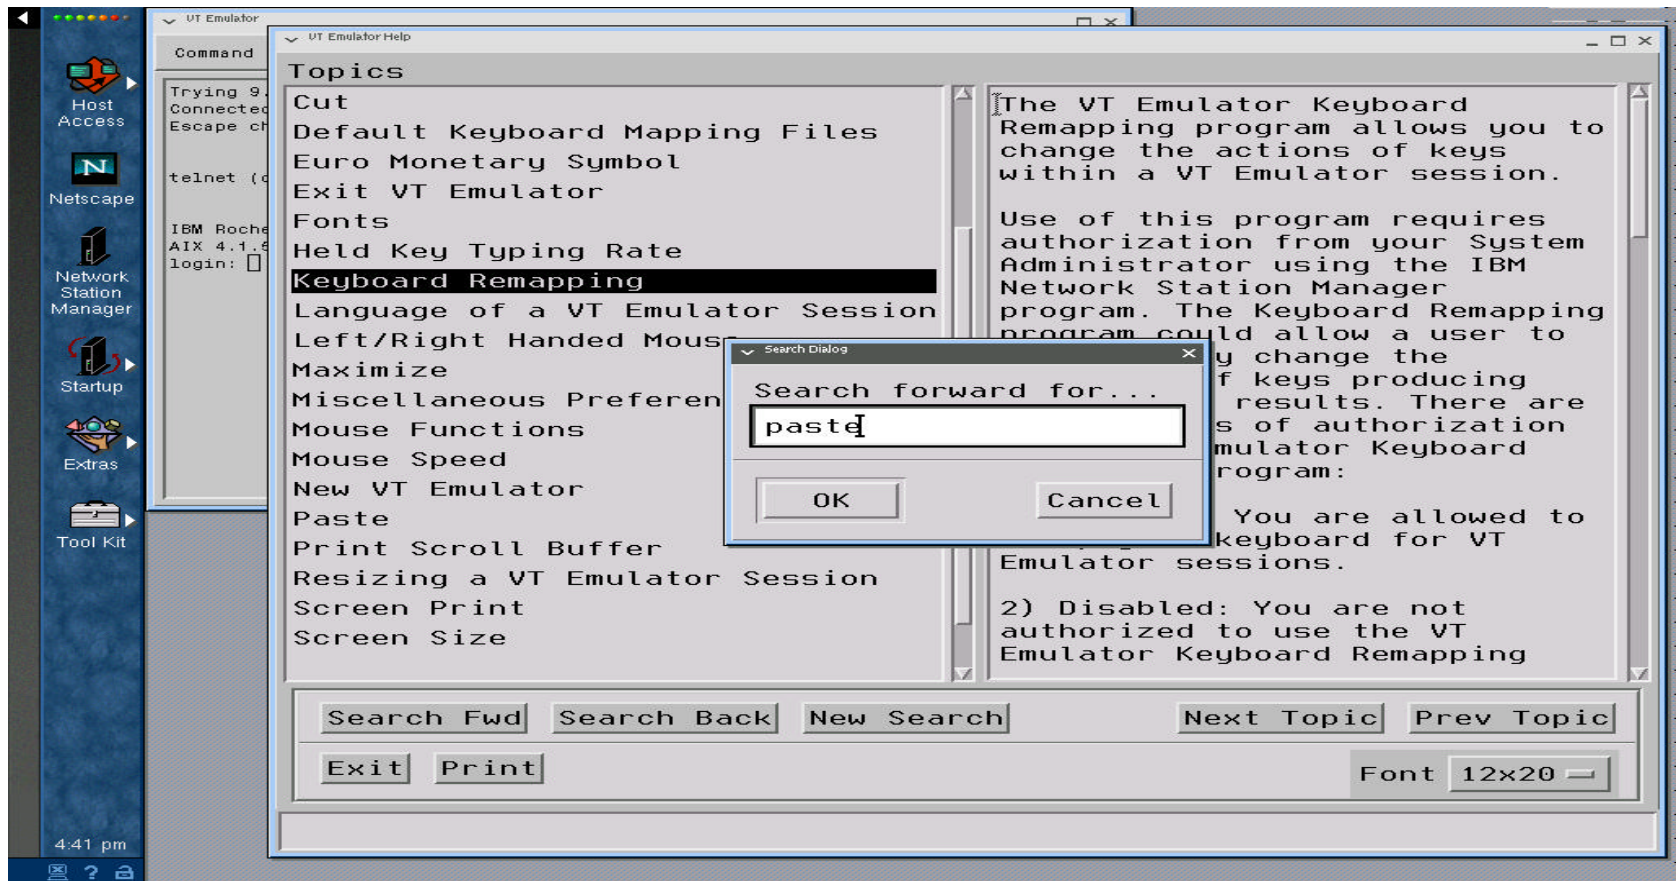 VT Emulator
Command
Trying 9.
Connected
Escape ch
telnet (c
IBM Roche
AIX 4.1.
login:
Host
Access
N
Netscape
Network
Station
Manager
Startup
Extras
Tool Kit
4:41 pm
?
VT Emulator Help
Topics
Cut
Default Keyboard Mapping Files
Euro Monetary Symbol
Exit VT Emulator
Fonts
Held Key Typing Rate
Keyboard Remapping
Language of a VT Emulator Session
Left/Right Handed Mouse
Maximize
Miscellaneous Preferen
Mouse Functions
Mouse Speed
New VT Emulator
Paste
Print Scroll Buffer
Resizing a VT Emulator Session
Screen Print
Screen Size
The VT Emulator Keyboard
Remapping program allows you to
change the actions of keys
within a VT Emulator session.
Use of this program requires
authorization from your System
Administrator using the IBM
Network Station Manager
program. The Keyboard Remapping
program could allow a user to
y change the
f keys producing
results. There are
s of authorization
mulator Keyboard
rogram:
You are allowed to
keyboard for VT
Emulator sessions.
2) Disabled: You are not
authorized to use the VT
Emulator Keyboard Remapping
Search Dialog
Search forward for...
paste
OK
Cancel
Search Fwd
Search Back
New Search
Next Topic
Prev Topic
Exit
Print
Font 12x20